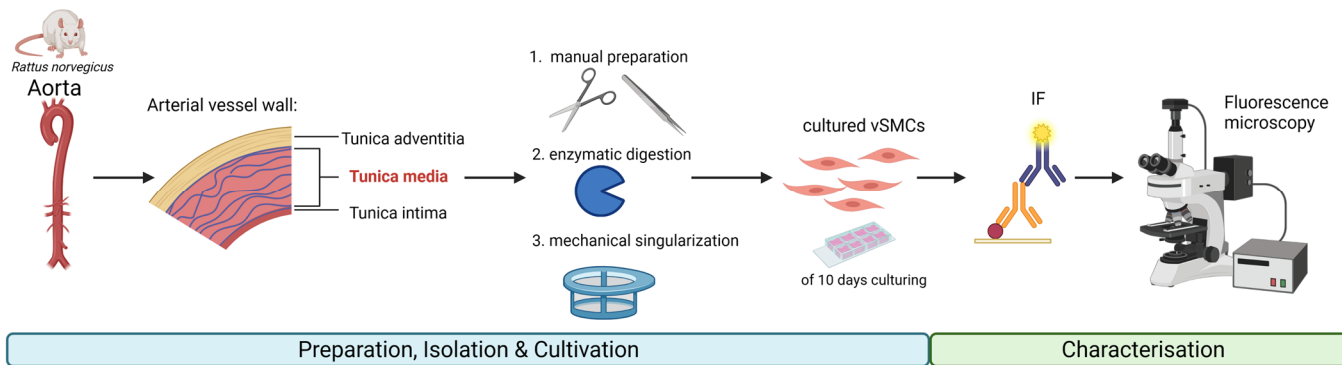 Rattus norvegicus
Aorta
Arterial vessel wall:
Tunica adventitia
Tunica media
Tunica intima
1. manual preparation
2. enzymatic digestion
3. mechanical singularization
cultured vSMCs
of 10 days culturing
IF
Fluorescence
microscopy
Preparation, Isolation & Cultivation
Characterisation